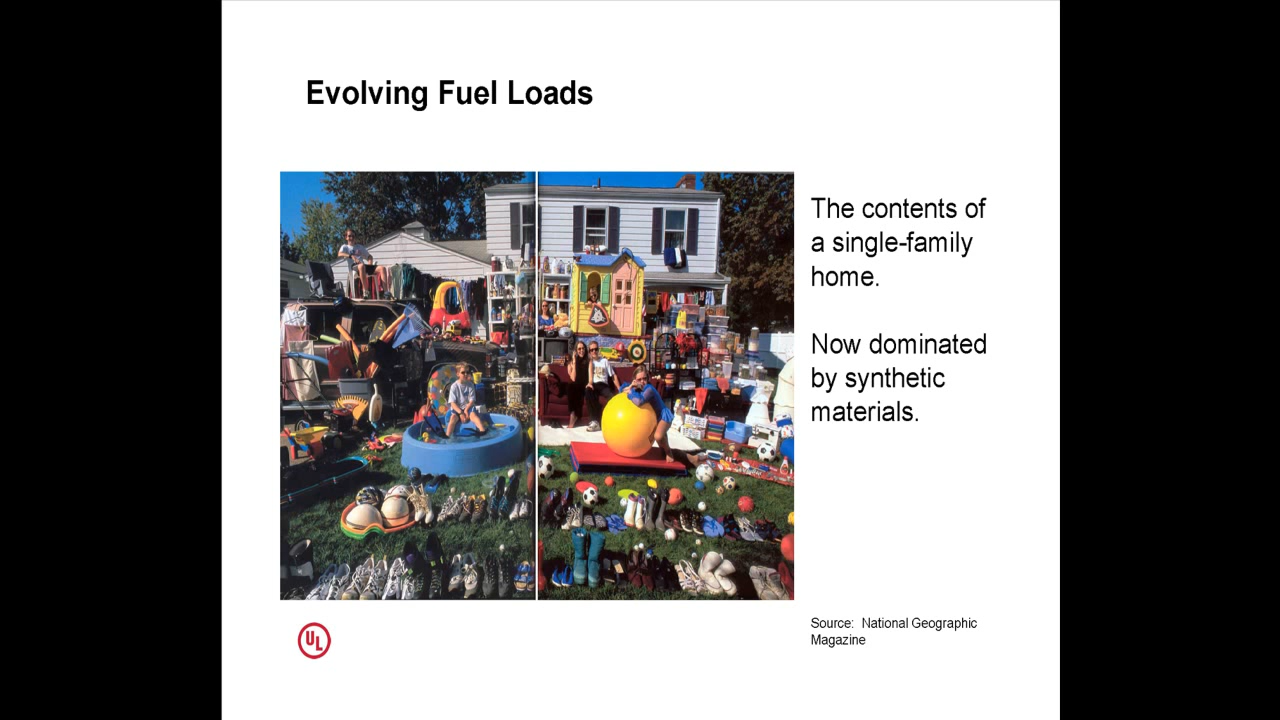 Evolving Fuel Loads
The contents of
a single-family
home.
Now dominated
by synthetic
materials.
Source: National Geographic
Magazine
UL